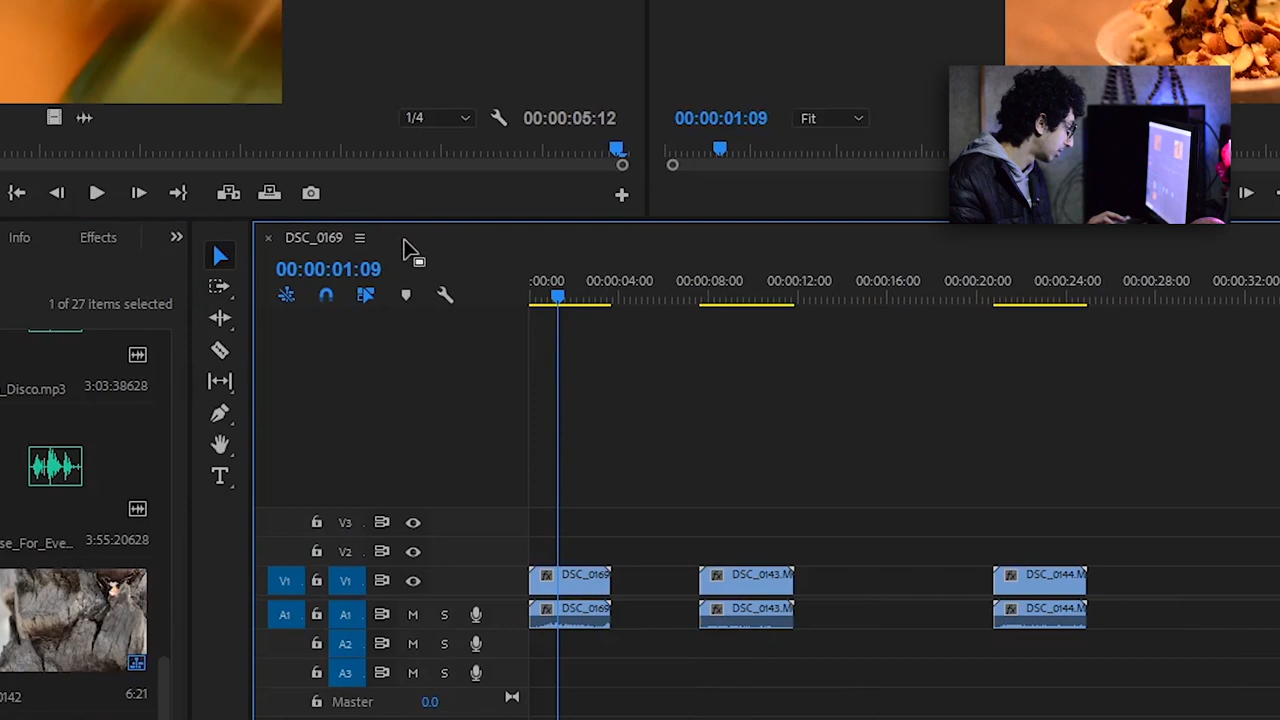 1/4
00:00:05:12
00:00:01:09
Fit
Info
Effects
DSC_0169
00:00:01:09
1 of 27 items selected
:00:00
00:00:04:00
00:00:08:00
00:00:12:00
00:00:16:00
00:00:20:00
00:00:24:00
00:00:28:00
00:00:32:00
_Disco.mp3
3:03:38628
se_For_Eve...
3:55:20628
0142
6:21
T
V3
V2
V1 V1
DSC_0169
DSC_0143.M
DSC_0144.M
A1 A1 M S
DSC_0169
DSC_0143.M
DSC_0144.M
A2 M S
A3 M S
Master 0.0